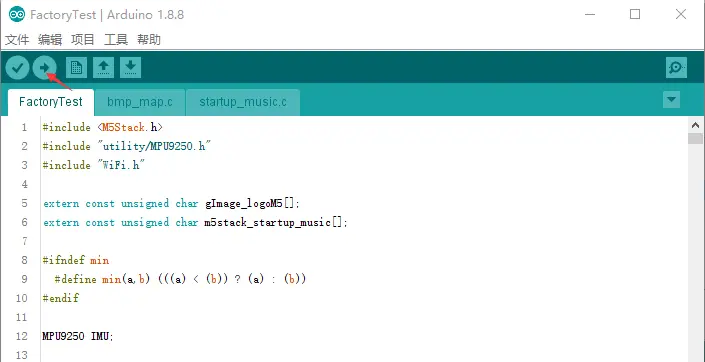 FactoryTest | Arduino 1.8.8
文件 编辑 项目 工具 帮助
FactoryTest bmp_map.c startup_music.c
1 #include <M5Stack.h>
2 #include "utility/MPU9250.h"
3 #include "WiFi.h"
4
5 extern const unsigned char gImage_logoM5[];
6 extern const unsigned char m5stack_startup_music[];
7
8 #ifndef min
9 #define min(a,b) (((a) < (b)) ? (a) : (b))
10 #endif
11
12 MPU9250 IMU;
13